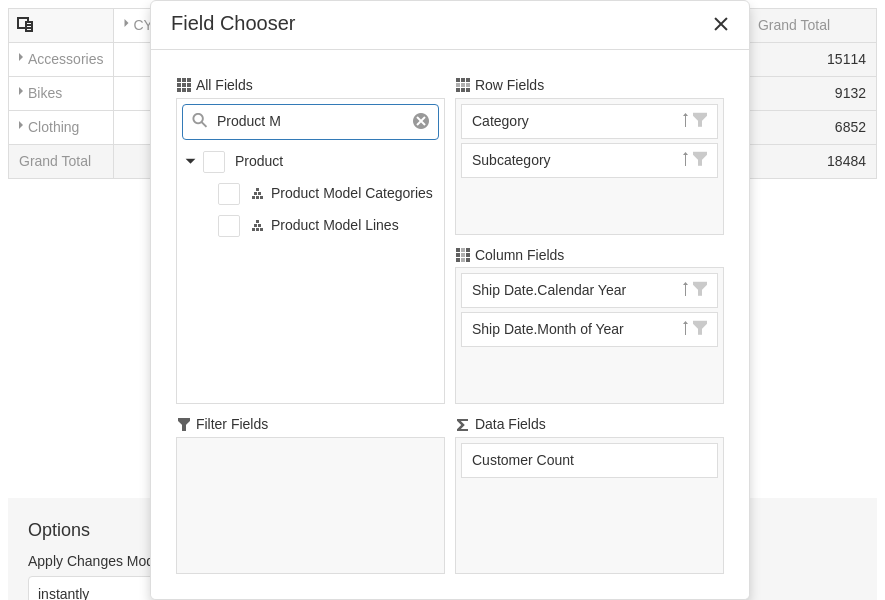 Field Chooser
CY
Grand Total
Accessories
15114
Bikes
9132
Clothing
6852
Grand Total
18484
All Fields
Product M
Product
Product Model Categories
Product Model Lines
Row Fields
Category
Subcategory
Column Fields
Ship Date.Calendar Year
Ship Date.Month of Year
Filter Fields
Data Fields
Customer Count
Options
Apply Changes Mod
instantly